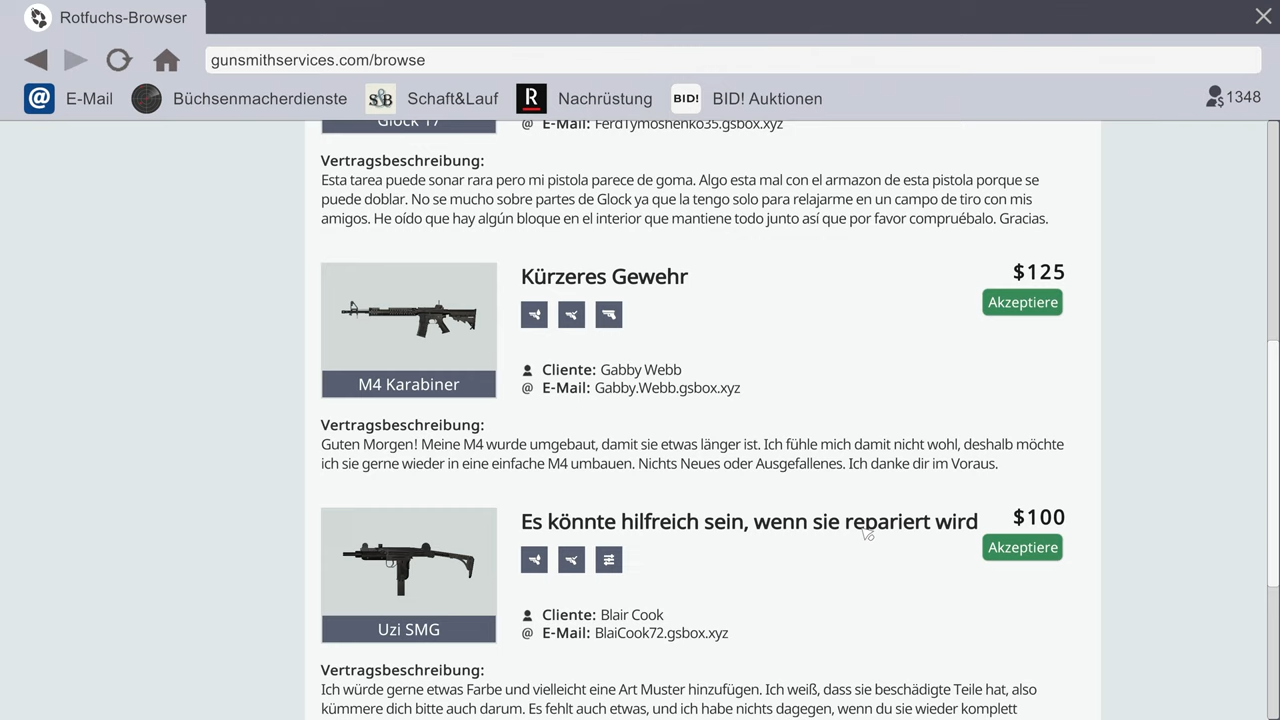 Rotfuchs-Browser
gunsmithservices.com/browse
@ E-Mail Büchsenmacherdienste S&B Schaft&Lauf R Nachrüstung BID! BID! Auktionen 1348
Glock 17
@ E-Mail: FerdTymoshenko35.gsbox.xyz
Vertragsbeschreibung:
Esta tarea puede sonar rara pero mi pistola parece de goma. Algo esta mal con el armazon de esta pistola porque se
puede doblar. No se mucho sobre partes de Glock ya que la tengo solo para relajarme en un campo de tiro con mis
amigos. He oído que hay algún bloque en el interior que mantiene todo junto así que por favor compruébalo. Gracias.
Kürzeres Gewehr
$125
Akzeptiere
Cliente: Gabby Webb
@ E-Mail: Gabby.Webb.gsbox.xyz
M4 Karabiner
Vertragsbeschreibung:
Guten Morgen! Meine M4 wurde umgebaut, damit sie etwas länger ist. Ich fühle mich damit nicht wohl, deshalb möchte
ich sie gerne wieder in eine einfache M4 umbauen. Nichts Neues oder Ausgefallenes. Ich danke dir im Voraus.
Es könnte hilfreich sein, wenn sie repariert wird
$100
Akzeptiere
Cliente: Blair Cook
@ E-Mail: BlaiCook72.gsbox.xyz
Uzi SMG
Vertragsbeschreibung:
Ich würde gerne etwas Farbe und vielleicht eine Art Muster hinzufügen. Ich weiß, dass sie beschädigte Teile hat, also
kümmere dich bitte auch darum. Es fehlt auch etwas, und ich habe nichts dagegen, wenn du sie wieder komplett